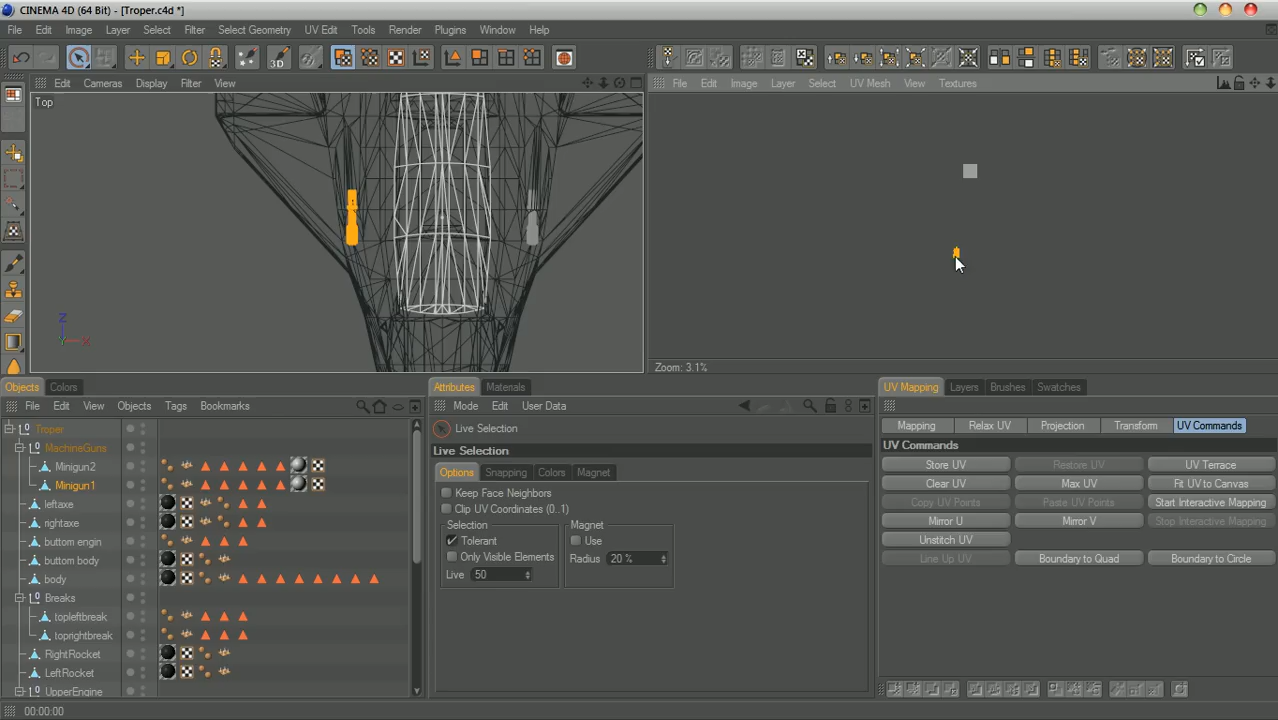 CINEMA 4D (64 Bit) - [Troper.c4d *]
File Edit Image Layer Select Filter Select Geometry UV Edit Tools Render Plugins Window Help
3D
Edit Cameras Display Filter View
File Edit Image Layer Select UV Mesh View Textures
Top
Z
Y X
Zoom: 3.1%
Objects Colors
Attributes Materials
UV Mapping Layers Brushes Swatches
File Edit View Objects Tags Bookmarks
Mode Edit User Data
Live Selection
Mapping Relax UV Projection Transform UV Commands
Troper
MachineGuns
Minigun2
Minigun1
leftaxe
rightaxe
buttom engin
buttom body
body
Breaks
topleftbreak
toprightbreak
RightRocket
LeftRocket
UpperEngine
Live Selection
Options Snapping Colors Magnet
Keep Face Neighbors
Clip UV Coordinates (0..1)
Selection Magnet
Tolerant Use
Only Visible Elements Radius 20 %
Live 50
UV Commands
Store UV Restore UV UV Terrace
Clear UV Max UV Fit UV to Canvas
Copy UV Points Paste UV Points Start Interactive Mapping
Mirror U Mirror V Stop Interactive Mapping
Unstitch UV
Line Up UV Boundary to Quad Boundary to Circle
00:00:00